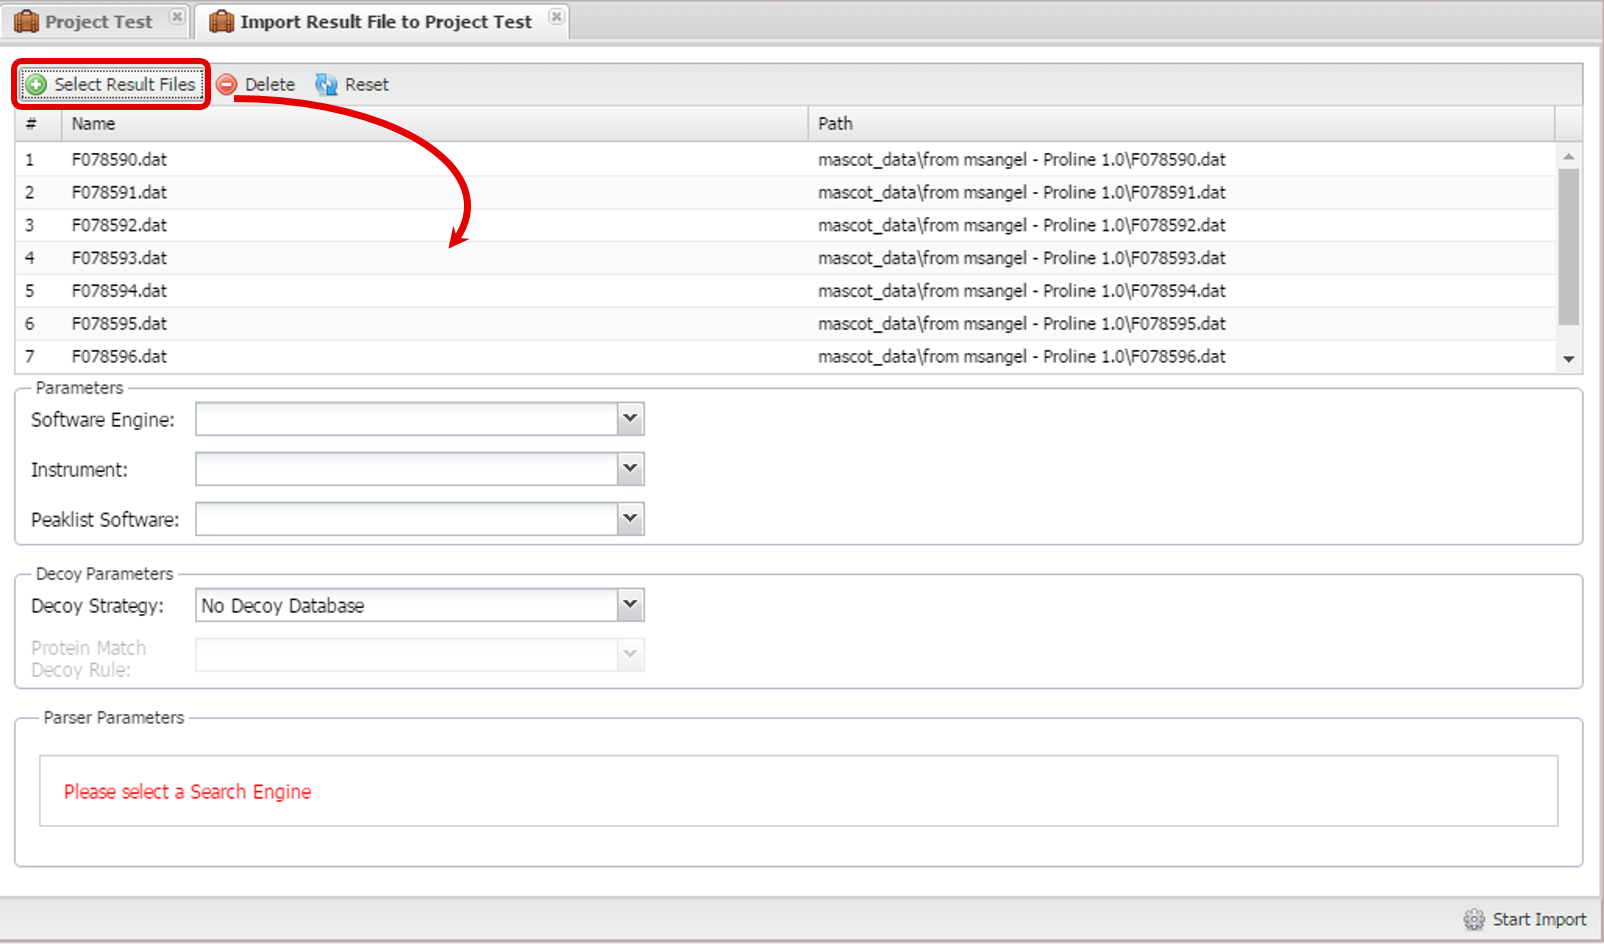 Project Test
Import Result File to Project Test
Select Result Files Delete Reset
# Name Path
1 F078590.dat mascot_data\from msangel - Proline 1.0\F078590.dat
2 F078591.dat mascot_data\from msangel - Proline 1.0\F078591.dat
3 F078592.dat mascot_data\from msangel - Proline 1.0\F078592.dat
4 F078593.dat mascot_data\from msangel - Proline 1.0\F078593.dat
5 F078594.dat mascot_data\from msangel - Proline 1.0\F078594.dat
6 F078595.dat mascot_data\from msangel - Proline 1.0\F078595.dat
7 F078596.dat mascot_data\from msangel - Proline 1.0\F078596.dat
Parameters
Software Engine:
Instrument:
Peaklist Software:
Decoy Parameters
Decoy Strategy: No Decoy Database
Protein Match
Decoy Rule:
Parser Parameters
Please select a Search Engine
Start Import